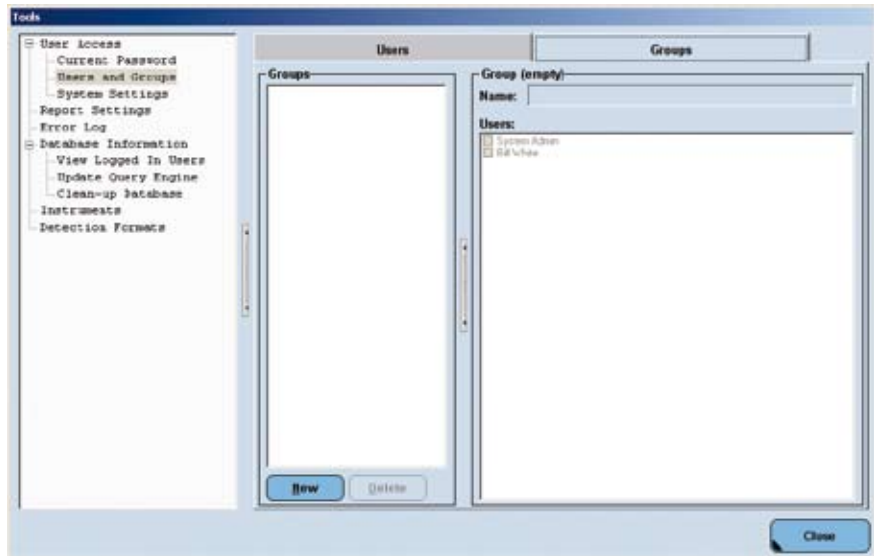 Tools
User Access
Current Password
Users and Groups
System Settings
Report Settings
Error Log
Database Information
View Logged In Users
Update Query Engine
Clean-up Database
Instruments
Detection Formats
Users
Groups
Groups
New
Delete
Group (empty)
Name:
Users:
System Admin
Bill White
Close